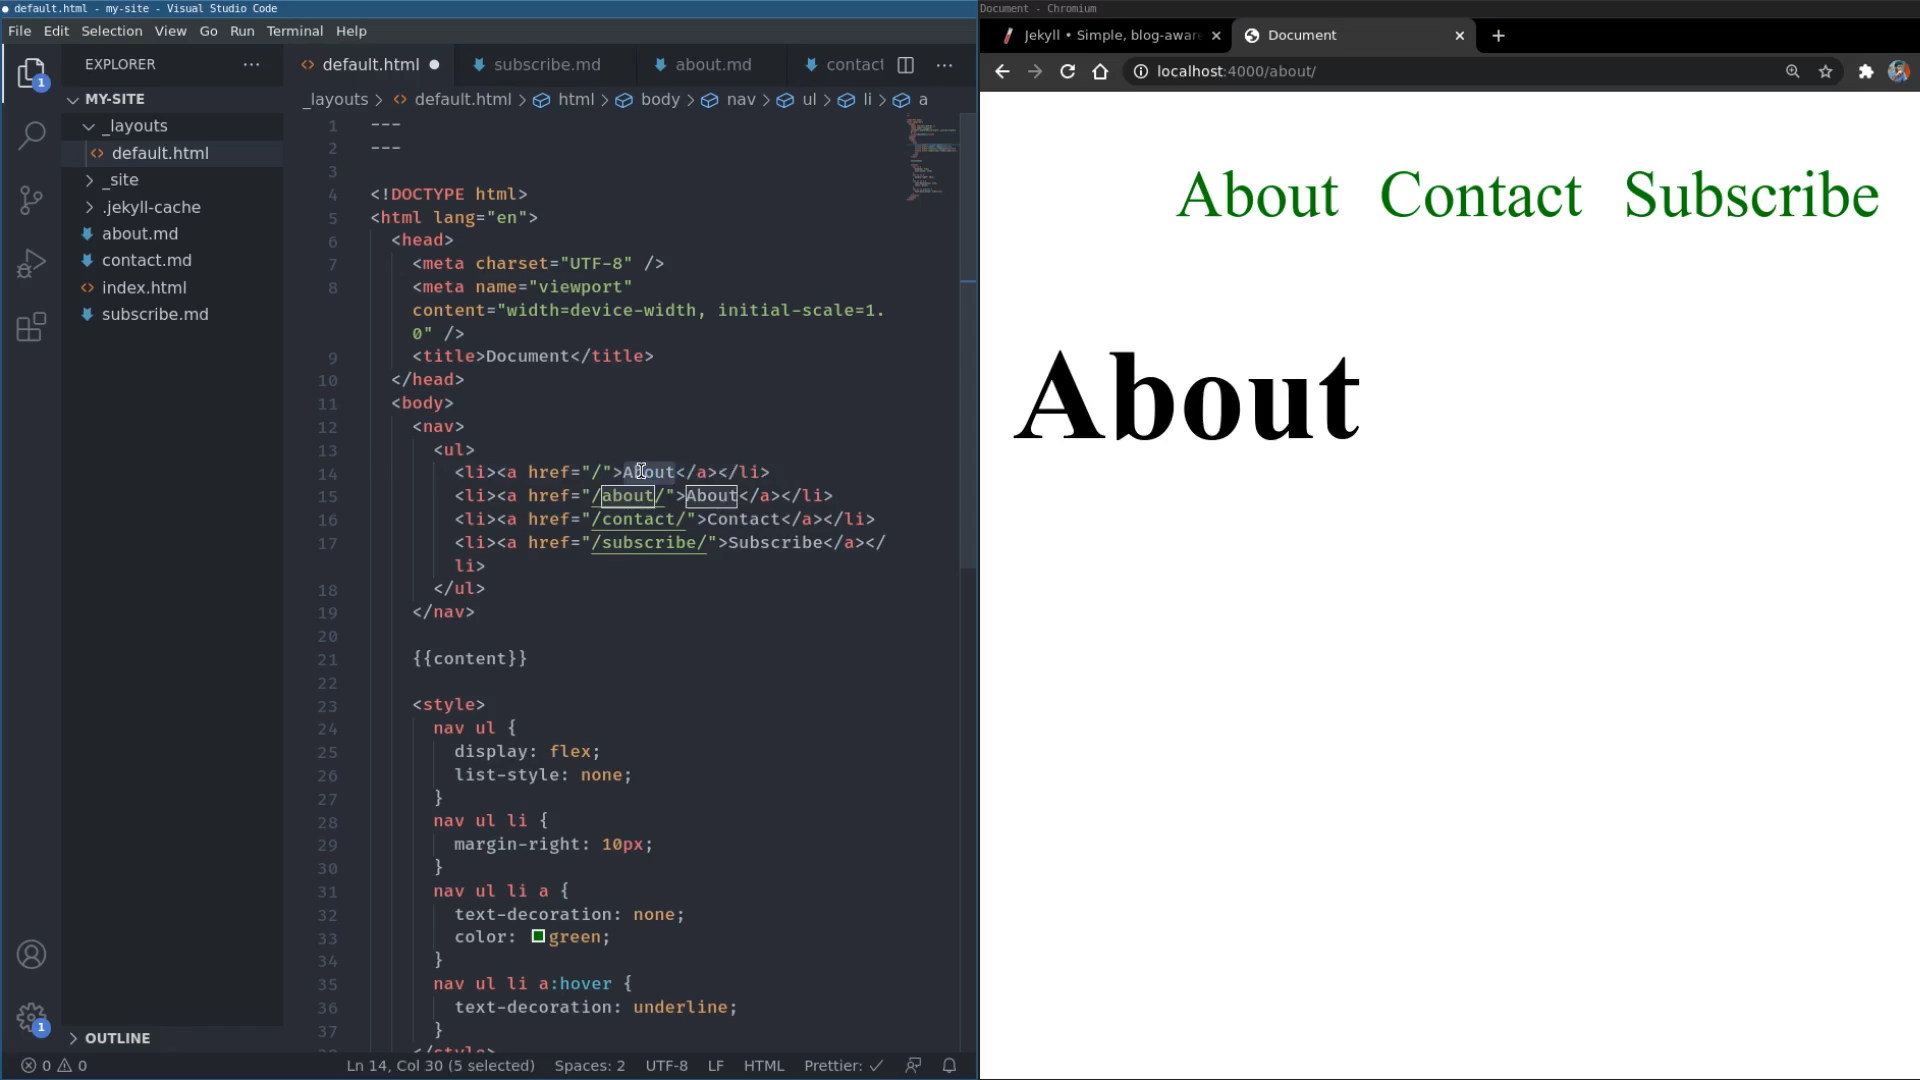 default.html - my-site - Visual Studio Code
File Edit Selection View Go Run Terminal Help
EXPLORER
MY-SITE
_layouts
default.html
_site
.jekyll-cache
about.md
contact.md
index.html
subscribe.md
OUTLINE
1
1
default.html subscribe.md about.md contact
_layouts > default.html > html > body > nav > ul > li > a
1 ---
2 ---
3
4 <!DOCTYPE html>
5 <html lang="en">
6 <head>
7 <meta charset="UTF-8" />
8 <meta name="viewport"
content="width=device-width, initial-scale=1.
0" />
9 <title>Document</title>
10 </head>
11 <body>
12 <nav>
13 <ul>
14 <li><a href="/">About</a></li>
15 <li><a href="/about/">About</a></li>
16 <li><a href="/contact/">Contact</a></li>
17 <li><a href="/subscribe/">Subscribe</a></
li>
18 </ul>
19 </nav>
20
21 {{content}}
22
23 <style>
24 nav ul {
25 display: flex;
26 list-style: none;
27 }
28 nav ul li {
29 margin-right: 10px;
30 }
31 nav ul li a {
32 text-decoration: none;
33 color: green;
34 }
35 nav ul li a:hover {
36 text-decoration: underline;
37 }
</style>
0 0 Ln 14, Col 30 (5 selected) Spaces: 2 UTF-8 LF HTML Prettier: ✓
Document - Chromium
Jekyll • Simple, blog-aware
Document
localhost:4000/about/
About Contact Subscribe
About